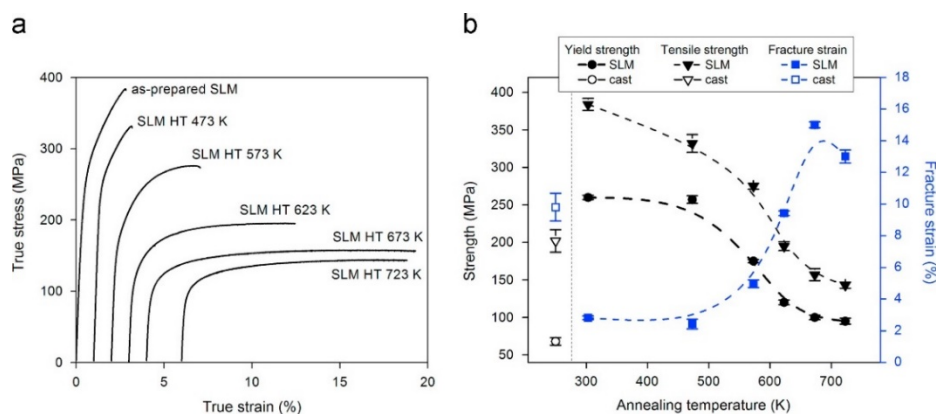 a
400
300
200
100
0
True stress (MPa)
as-prepared SLM
SLM HT 473 K
SLM HT 573 K
SLM HT 623 K
SLM HT 673 K
SLM HT 723 K
0 5 10 15 20
True strain (%)
b
Yield strength Tensile strength Fracture strain
SLM SLM SLM
cast cast cast
400
350
300
250
200
150
100
50
Strength (MPa)
18
16
14
12
10
8
6
4
2
0
Fracture strain (%)
300 400 500 600 700
Annealing temperature (K)